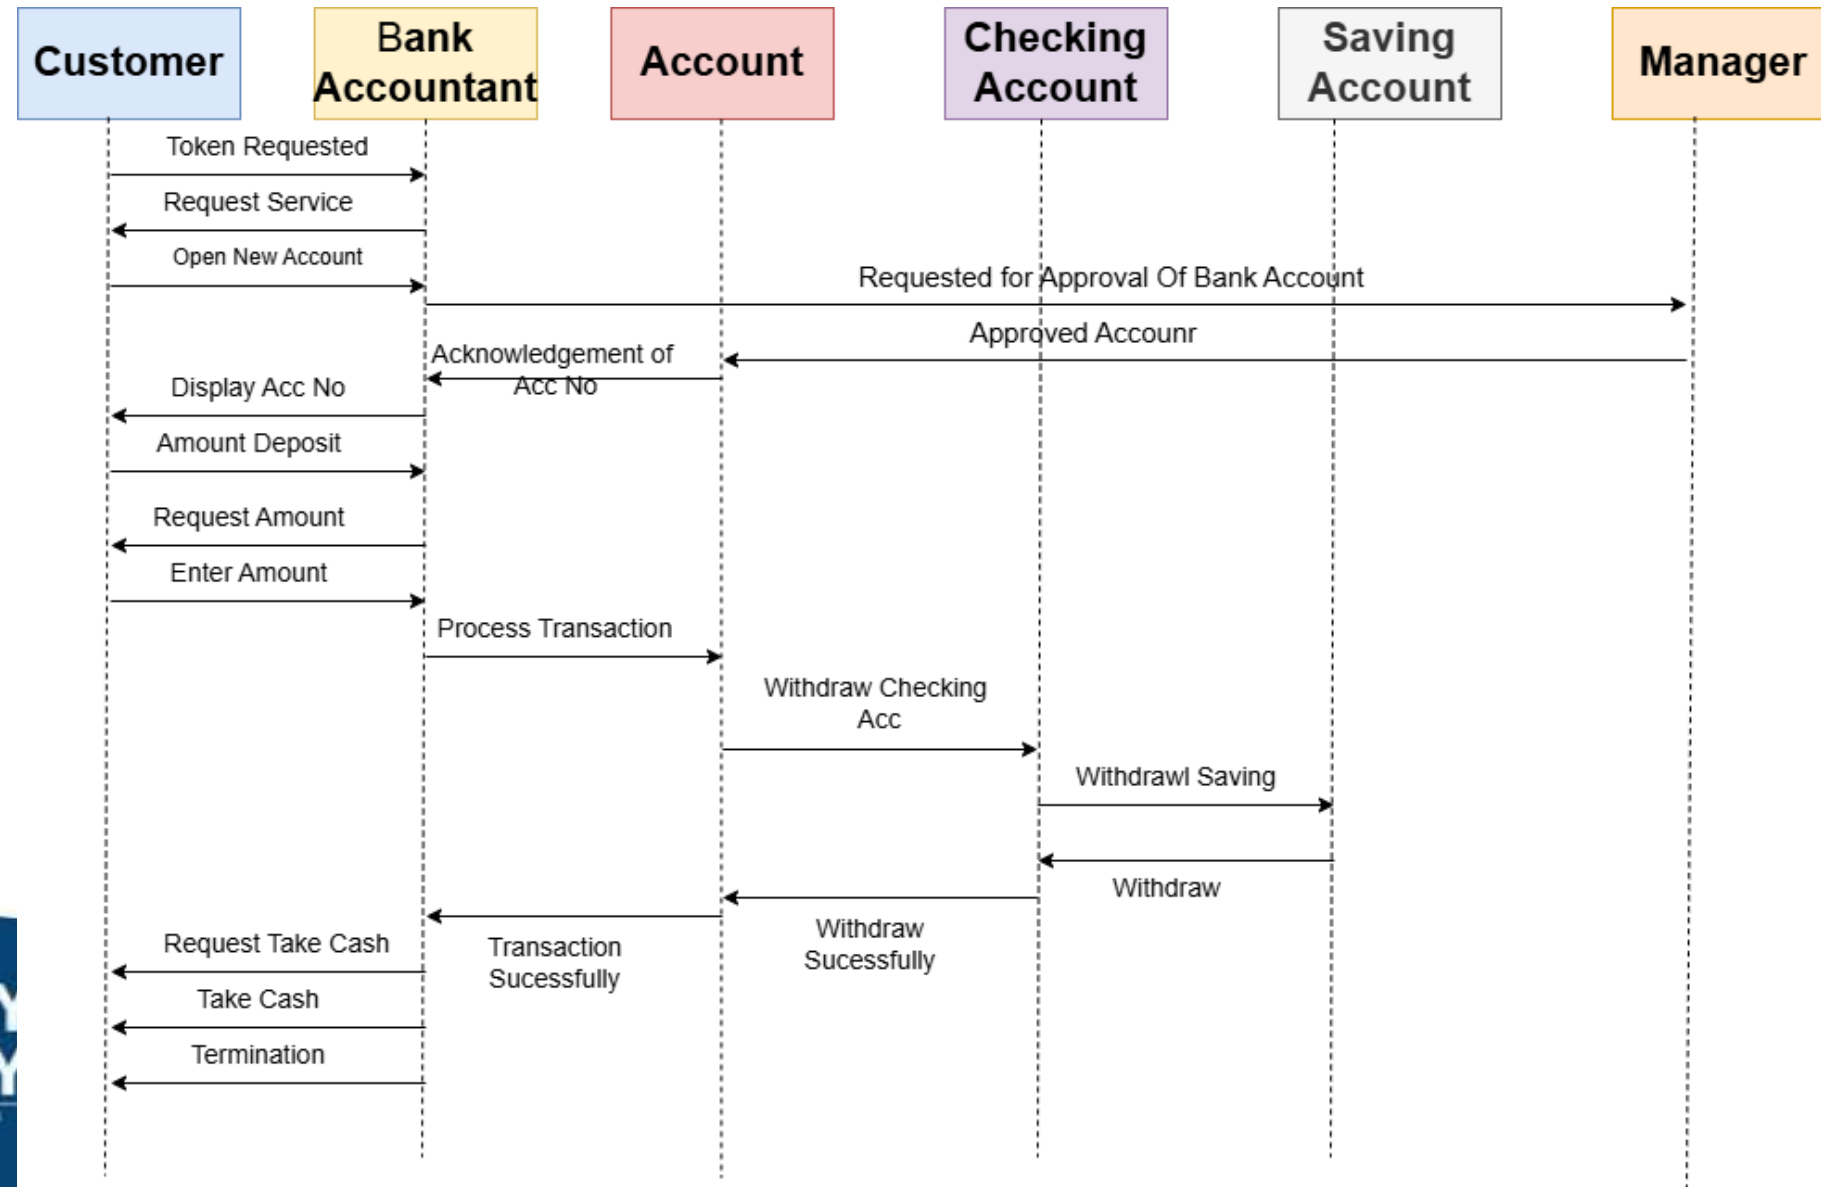 Customer
Bank
Accountant
Account
Checking
Account
Saving
Account
Manager
Token Requested
Request Service
Open New Account
Requested for Approval Of Bank Account
Approved Accounr
Acknowledgement of
Acc No
Display Acc No
Amount Deposit
Request Amount
Enter Amount
Process Transaction
Withdraw Checking
Acc
Withdrawl Saving
Withdraw
Withdraw
Sucessfully
Transaction
Sucessfully
Request Take Cash
Take Cash
Termination
Y
Y